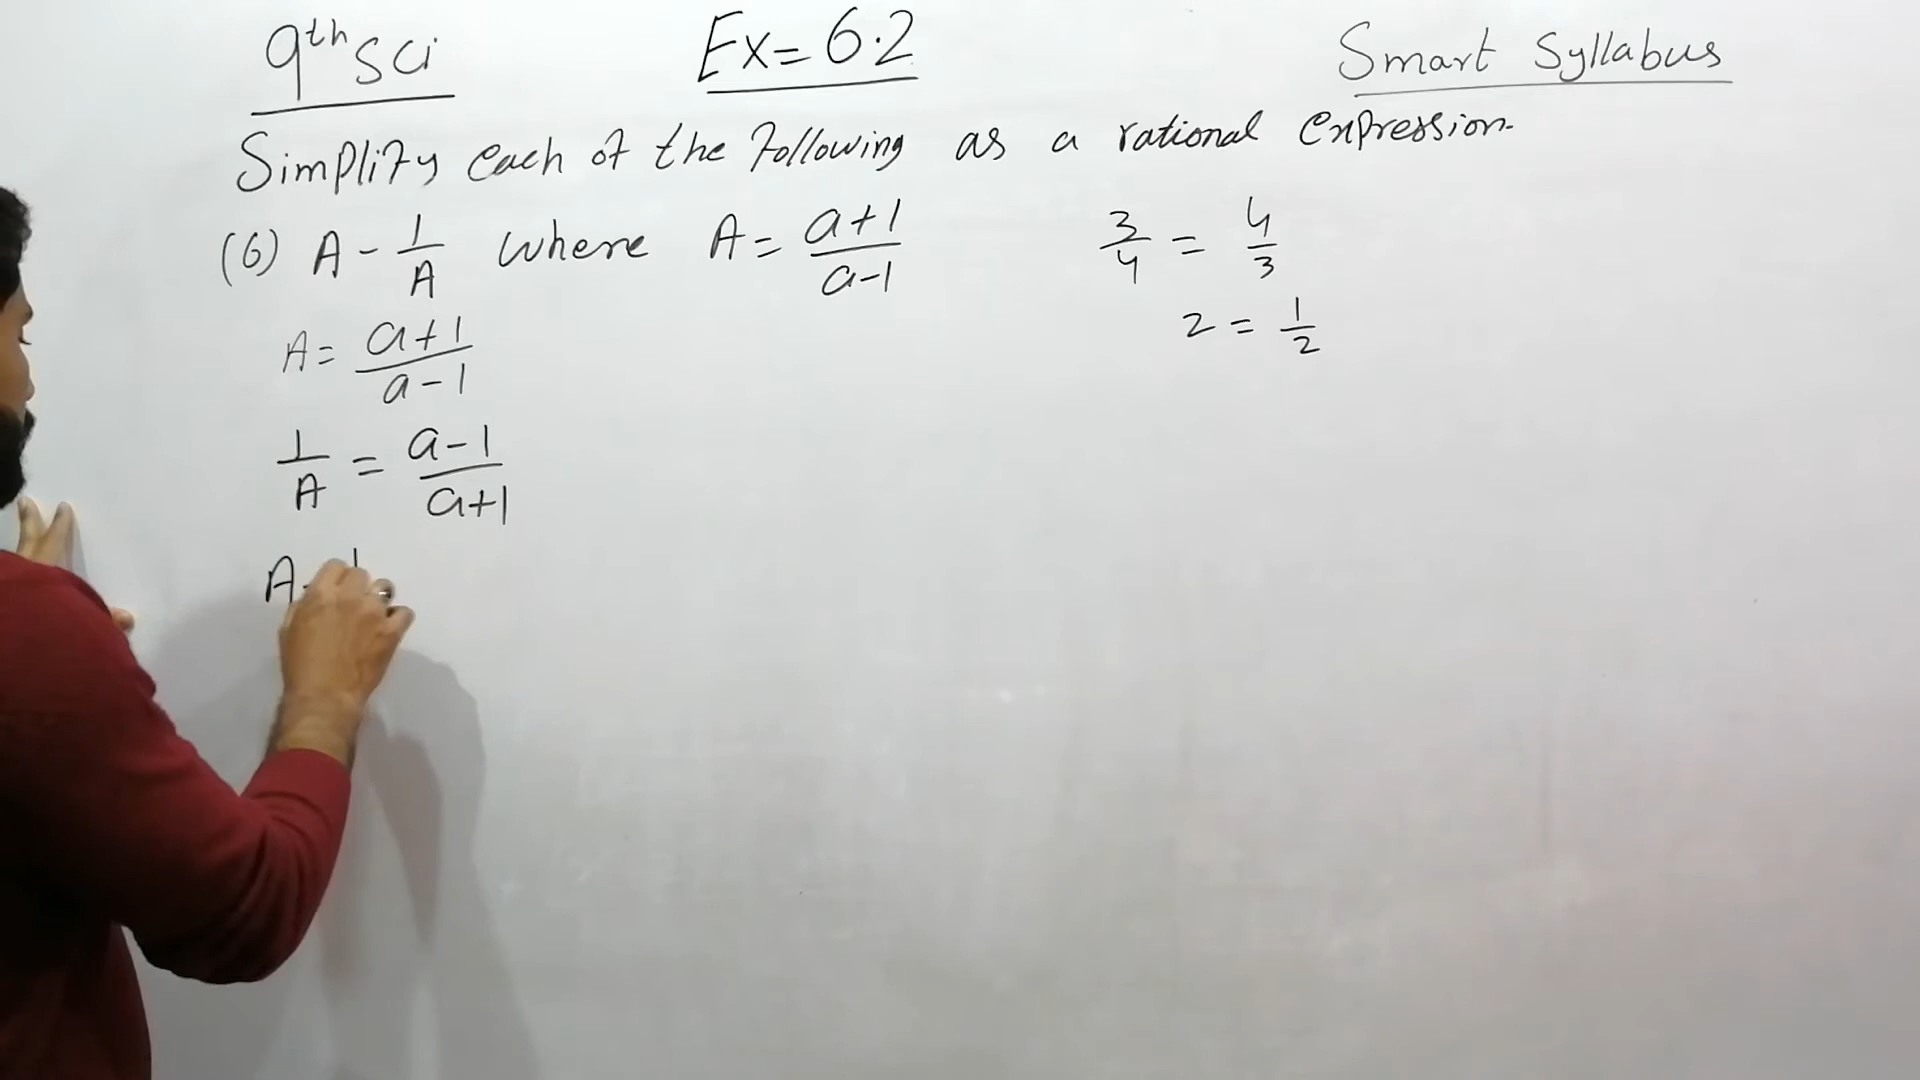 9th Sci Ex= 6.2 Smart Syllabus
Simplify each of the following as a rational expression.
(6) A - 1/A where A = a+1/a-1 3/4 = 4/3
2 = 1/2
A = a+1/a-1
1/A = a-1/a+1
A - 1